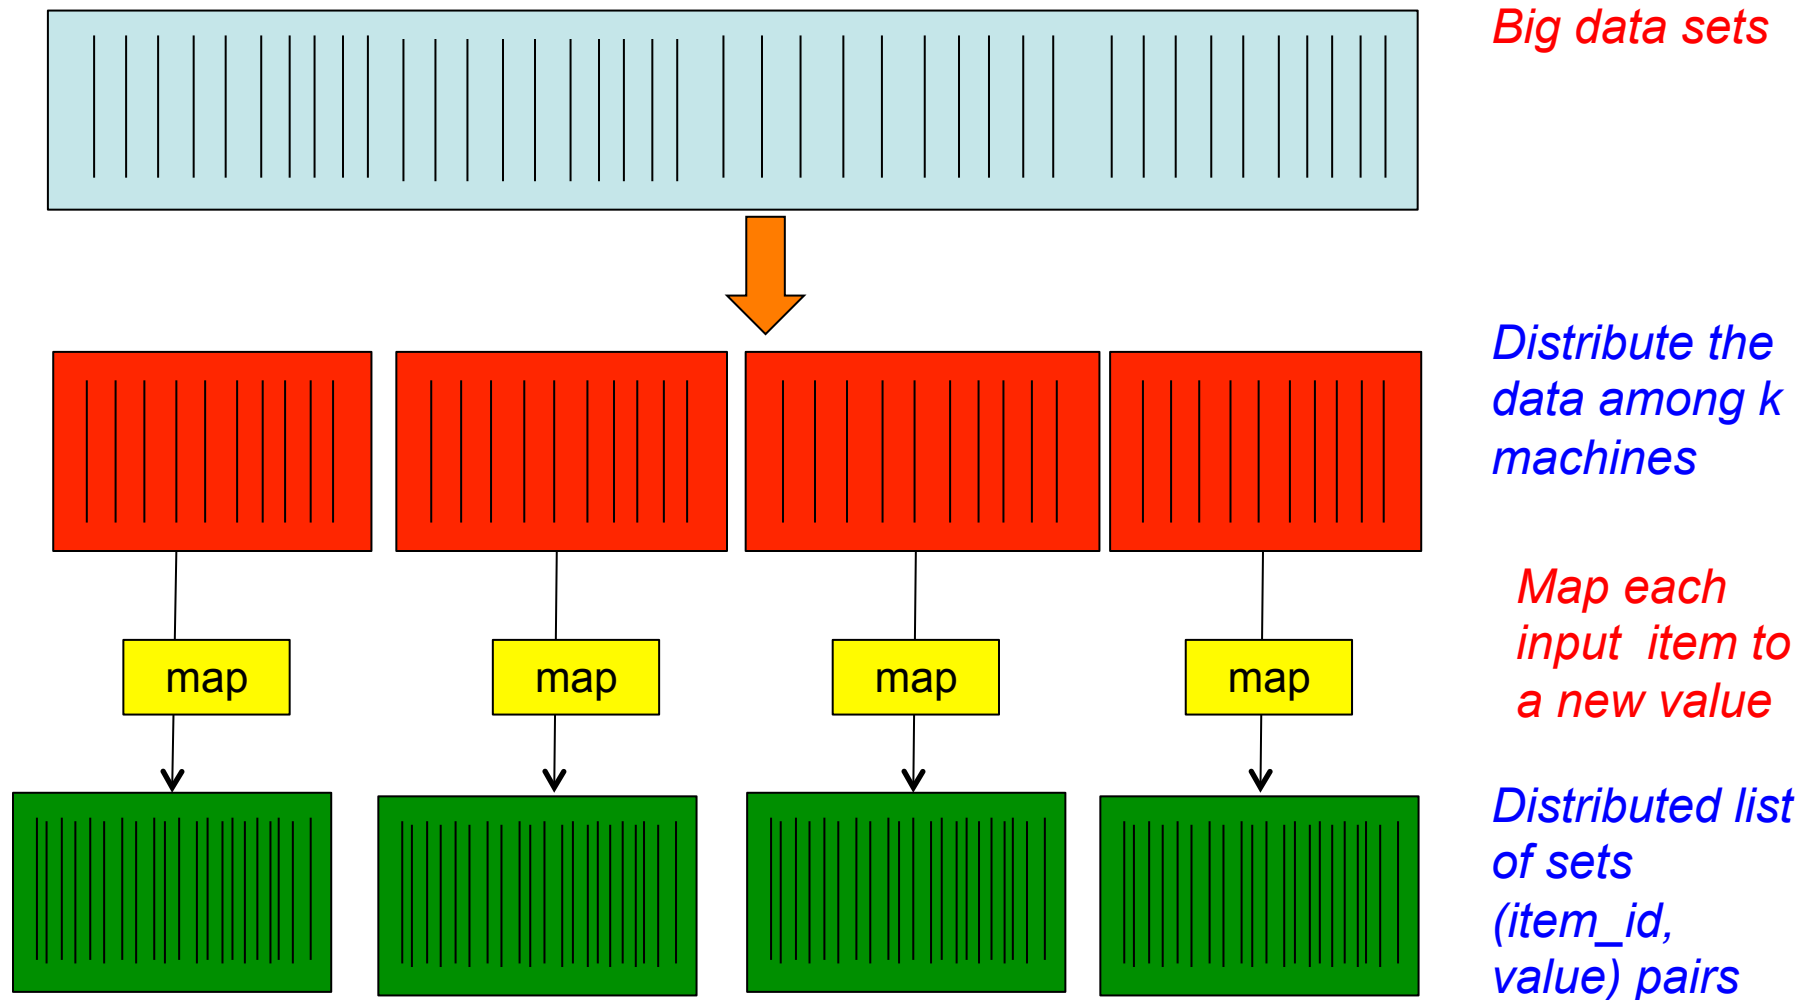 Big data sets
Distribute the
data among k
machines
Map each
input item to
a new value
map map map map
Distributed list
of sets
(item_id,
value) pairs